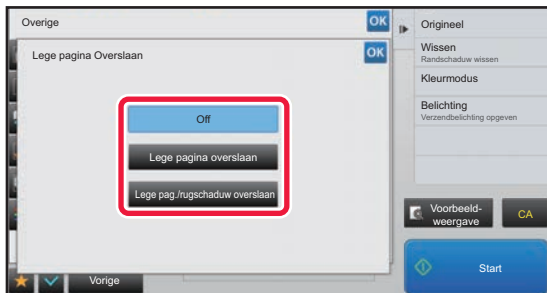 Overige
OK
Lege pagina Overslaan
OK
Off
Lege pagina overslaan
Lege pag./rugschaduw overslaan
Vorige
Origineel
Wissen
Randschaduw wissen
Kleurmodus
Belichting
Verzendbelichting opgeven
Voorbeeld-
weergave
CA
Start